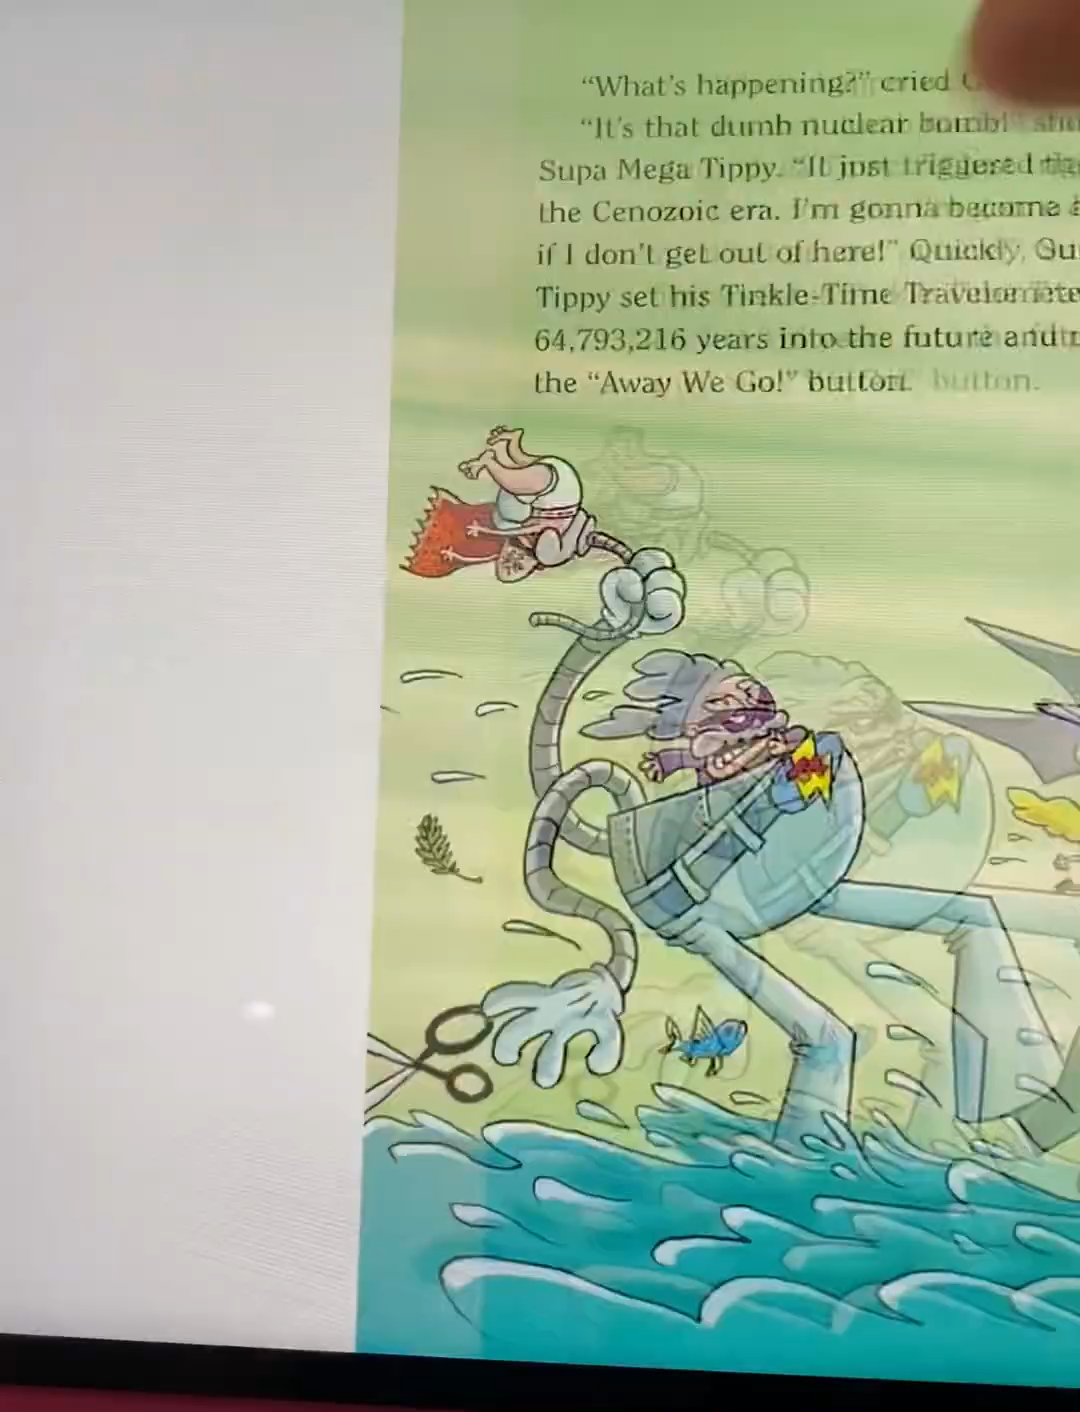 “What's happening?” cried
“It's that dumb nuclear bomb!”
Supa Mega Tippy. “It just triggered
the Cenozoic era. I'm gonna become
if I don't get out of here!” Quickly,
Tippy set his Tinkle-Time
64,793,216 years into the future and
the “Away We Go!” button.